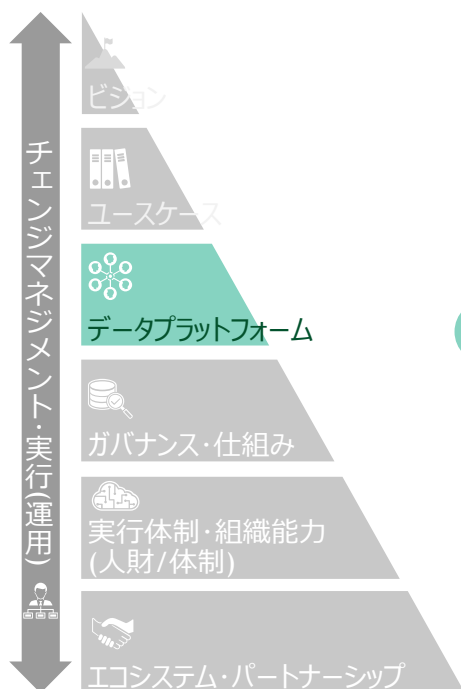 チェンジマネジメント・実行(運用)
ビジョン
ユースケース
データプラットフォーム
ガバナンス・仕組み
実行体制・組織能力
(人財/体制)
エコシステム・パートナーシップ